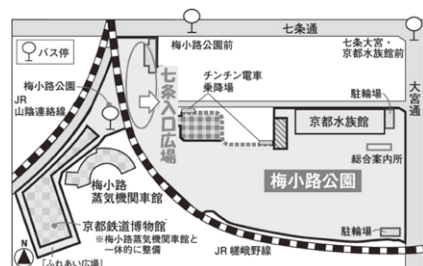 七条通
バス停
梅小路公園前
七条大宮・
京都水族館前
大宮通
梅小路公園
JR
山陰連絡線
七条入口広場
チンチン電車
乗降場
駐輪場
京都水族館
総合案内所
梅小路
蒸気機関車館
梅小路公園
京都鉄道博物館
※梅小路蒸気機関車館と
一体的に整備
駐輪場
JR 嵯峨野線
N
「ふれあい広場」